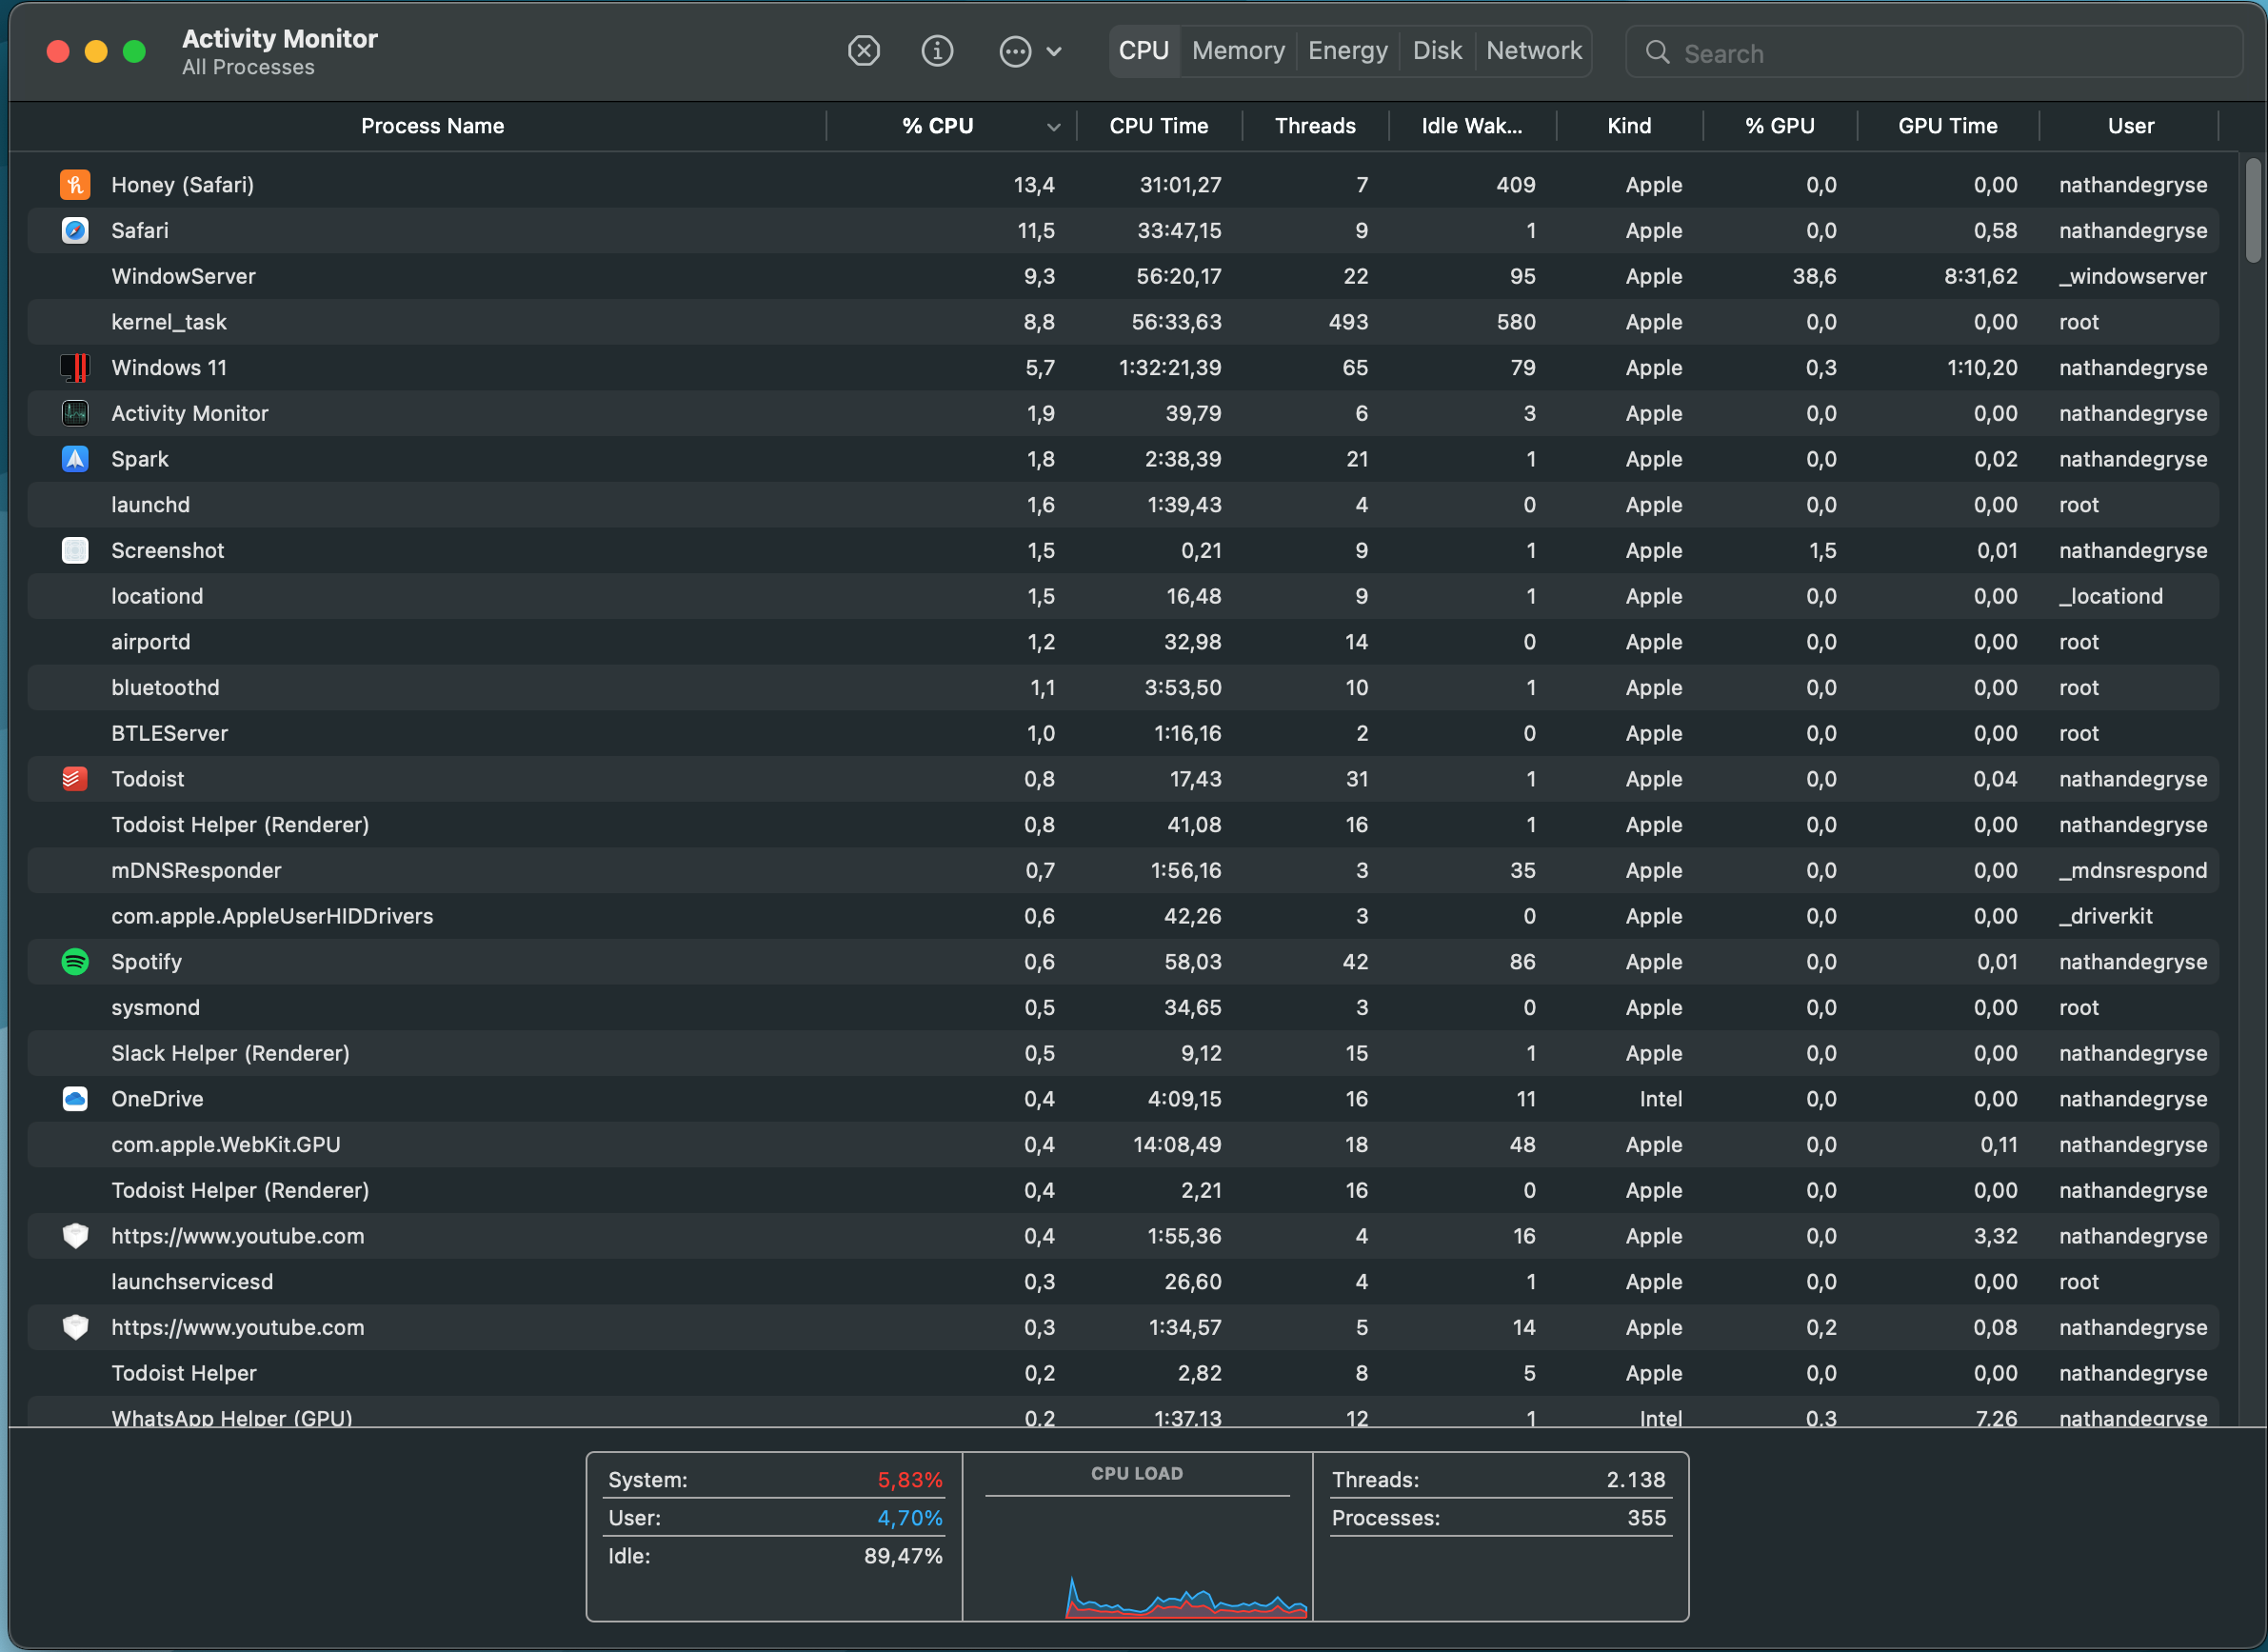 Activity Monitor
All Processes
CPU Memory Energy Disk Network Search
Process Name % CPU CPU Time Threads Idle Wak... Kind % GPU GPU Time User
Honey (Safari) 13,4 31:01,27 7 409 Apple 0,0 0,00 nathandegryse
Safari 11,5 33:47,15 9 1 Apple 0,0 0,58 nathandegryse
WindowServer 9,3 56:20,17 22 95 Apple 38,6 8:31,62 _windowserver
kernel_task 8,8 56:33,63 493 580 Apple 0,0 0,00 root
Windows 11 5,7 1:32:21,39 65 79 Apple 0,3 1:10,20 nathandegryse
Activity Monitor 1,9 39,79 6 3 Apple 0,0 0,00 nathandegryse
Spark 1,8 2:38,39 21 1 Apple 0,0 0,02 nathandegryse
launchd 1,6 1:39,43 4 0 Apple 0,0 0,00 root
Screenshot 1,5 0,21 9 1 Apple 1,5 0,01 nathandegryse
locationd 1,5 16,48 9 1 Apple 0,0 0,00 _locationd
airportd 1,2 32,98 14 0 Apple 0,0 0,00 root
bluetoothd 1,1 3:53,50 10 1 Apple 0,0 0,00 root
BTLEServer 1,0 1:16,16 2 0 Apple 0,0 0,00 root
Todoist 0,8 17,43 31 1 Apple 0,0 0,04 nathandegryse
Todoist Helper (Renderer) 0,8 41,08 16 1 Apple 0,0 0,00 nathandegryse
mDNSResponder 0,7 1:56,16 3 35 Apple 0,0 0,00 _mdnsrespond
com.apple.AppleUserHIDDrivers 0,6 42,26 3 0 Apple 0,0 0,00 _driverkit
Spotify 0,6 58,03 42 86 Apple 0,0 0,01 nathandegryse
sysmond 0,5 34,65 3 0 Apple 0,0 0,00 root
Slack Helper (Renderer) 0,5 9,12 15 1 Apple 0,0 0,00 nathandegryse
OneDrive 0,4 4:09,15 16 11 Intel 0,0 0,00 nathandegryse
com.apple.WebKit.GPU 0,4 14:08,49 18 48 Apple 0,0 0,11 nathandegryse
Todoist Helper (Renderer) 0,4 2,21 16 0 Apple 0,0 0,00 nathandegryse
https://www.youtube.com 0,4 1:55,36 4 16 Apple 0,0 3,32 nathandegryse
launchservicesd 0,3 26,60 4 1 Apple 0,0 0,00 root
https://www.youtube.com 0,3 1:34,57 5 14 Apple 0,2 0,08 nathandegryse
Todoist Helper 0,2 2,82 8 5 Apple 0,0 0,00 nathandegryse
WhatsApp Helper (GPU) 0,2 1:37,13 12 1 Intel 0,3 7,26 nathandegryse
System: 5,83%
User: 4,70%
Idle: 89,47%
CPU LOAD
Threads: 2.138
Processes: 355